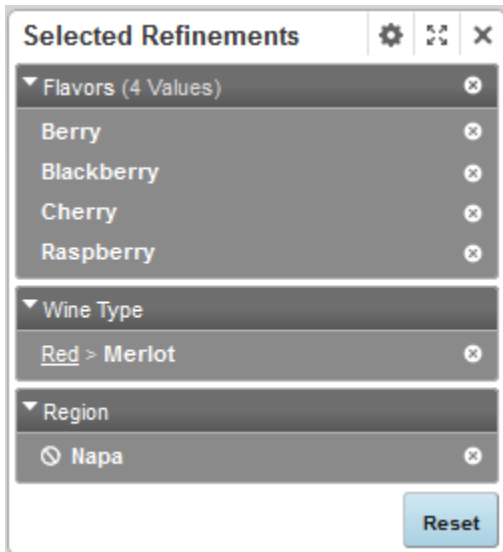 Selected Refinements
Flavors (4 Values)
Berry
Blackberry
Cherry
Raspberry
Wine Type
Red > Merlot
Region
Napa
Reset